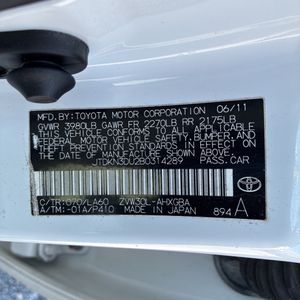 MFD.BY:TOYOTA MOTOR CORPORATION 06/11
GVWR 3980LB GAWR FR 2270LB RR 2175LB
THIS VEHICLE CONFORMS TO ALL APPLICABLE
FEDERAL MOTOR VEHICLE SAFETY, BUMPER, AND
THEFT PREVENTION STANDARDS IN EFFECT ON
THE DATE OF MANUFACTURE SHOWN ABOVE.
JTDKN3DU2B0314289 PASS.CAR
C/TR:070/LA60 ZVW30L-AHXGBA
A/TM:-01A/P410 MADE IN JAPAN 894 A